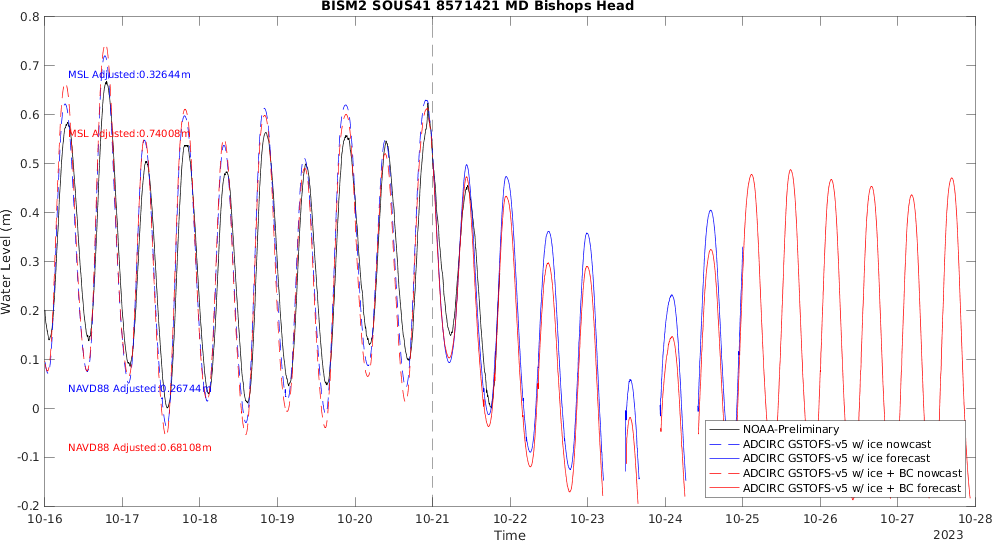 BISM2 SOUS41 8571421 MD Bishops Head
0.8
0.7
0.6
0.5
0.4
0.3
0.2
0.1
0
-0.1
-0.2
Water Level (m)
MSL Adjusted:0.32644m
MSL Adjusted:0.74008m
NAVD88 Adjusted:0.26744m
NAVD88 Adjusted:0.68108m
NOAA-Preliminary
ADCIRC GSTOFS-v5 w/ ice nowcast
ADCIRC GSTOFS-v5 w/ ice forecast
ADCIRC GSTOFS-v5 w/ ice + BC nowcast
ADCIRC GSTOFS-v5 w/ ice + BC forecast
10-16 10-17 10-18 10-19 10-20 10-21 10-22 10-23 10-24 10-25 10-26 10-27 10-28
Time
2023